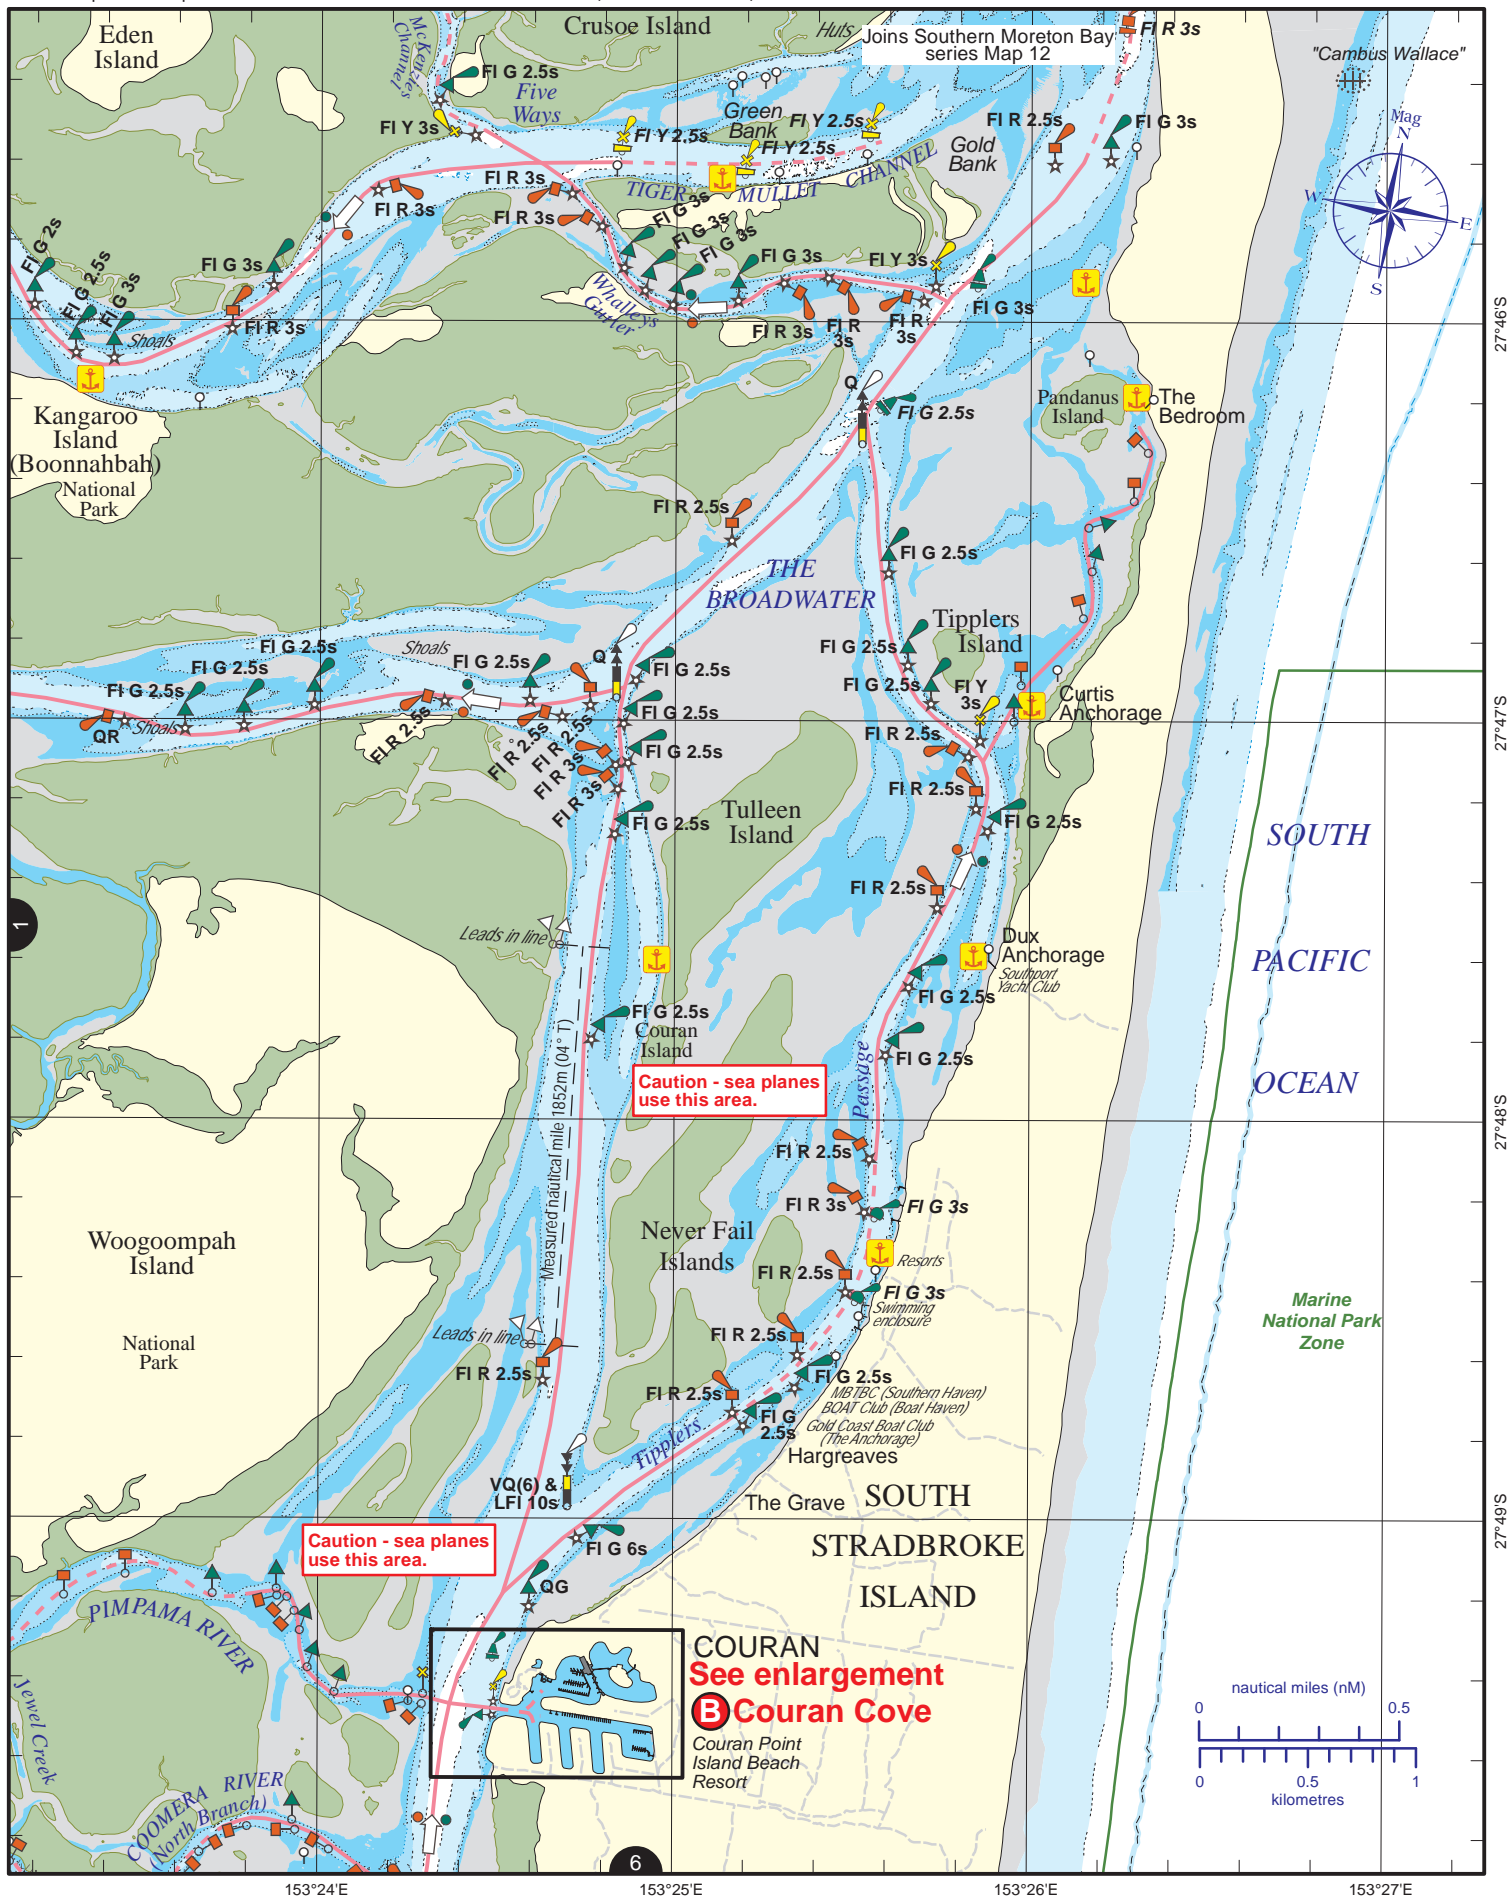 Eden
Island
McKenzies
Channel
Crusoe Island
Huts
Joins Southern Moreton Bay
series Map 12
Fl R 3s
"Cambus Wallace"
Fl G 2.5s
Five
Ways
Fl Y 3s
Green
Bank
Fl Y 2.5s
Fl Y 2.5s
Fl Y 2.5s
Gold
Bank
Fl R 2.5s
Fl G 3s
Mag
N
W
E
S
Fl R 3s
Fl R 3s
Fl R 3s
TIGER MULLET CHANNEL
Fl G 3s
Fl G 3s
Fl G 3s
Fl G 3s
Fl Y 3s
Fl G 3s
Fl G 2s
Fl G 2.5s
Fl G 3s
Fl G 3s
Fl R 3s
Shoals
Whalleys
Gutter
Fl R 3s
Fl R
3s
Fl R
3s
27°46'S
Kangaroo
Island
(Boonnahbah)
National
Park
Q
Fl G 2.5s
Pandanus
Island
The
Bedroom
Fl R 2.5s
Fl G 2.5s
THE
BROADWATER
Tipplers
Island
Fl G 2.5s
Fl G 2.5s
Fl Y
3s
Curtis
Anchorage
Fl R 2.5s
27°47'S
Shoals
Fl G 2.5s
Fl G 2.5s
Fl G 2.5s
Fl G 2.5s
Q
Fl G 2.5s
Fl G 2.5s
Fl G 2.5s
QR
Shoals
Fl R 2.5s
Fl R 2.5s
Fl R 2.5s
Fl R 3s
Fl R 3s
Fl G 2.5s
Tulleen
Island
Fl R 2.5s
Fl G 2.5s
Fl R 2.5s
SOUTH
PACIFIC
OCEAN
1
Leads in line
Dux
Anchorage
Southport
Yacht Club
Fl G 2.5s
Fl G 2.5s
Couran
Island
Measured nautical mile 1852m (04° T)
Fl G 2.5s
Caution - sea planes
use this area.
Passage
27°48'S
Fl R 2.5s
Fl R 3s
Fl G 3s
Woogoompah
Island
National
Park
Never Fail
Islands
Resorts
Fl R 2.5s
Fl G 3s
Swimming
enclosure
Marine
National Park
Zone
Leads in line
Fl R 2.5s
Fl R 2.5s
Fl G 2.5s
Fl R 2.5s
Fl G
2.5s
MBTBC (Southern Haven)
BOAT Club (Boat Haven)
Gold Coast Boat Club
(The Anchorage)
Hargreaves
Tipplers
VQ(6) &
LFl 10s
The Grave
SOUTH
STRADBROKE
ISLAND
27°49'S
Caution - sea planes
use this area.
Fl G 6s
QG
PIMPAMA RIVER
Jewel Creek
COURAN
See enlargement
B Couran Cove
Couran Point
Island Beach
Resort
nautical miles (nM)
0 0.5
0 0.5 1
kilometres
COOMERA RIVER
(North Branch)
6
153°24'E
153°25'E
153°26'E
153°27'E